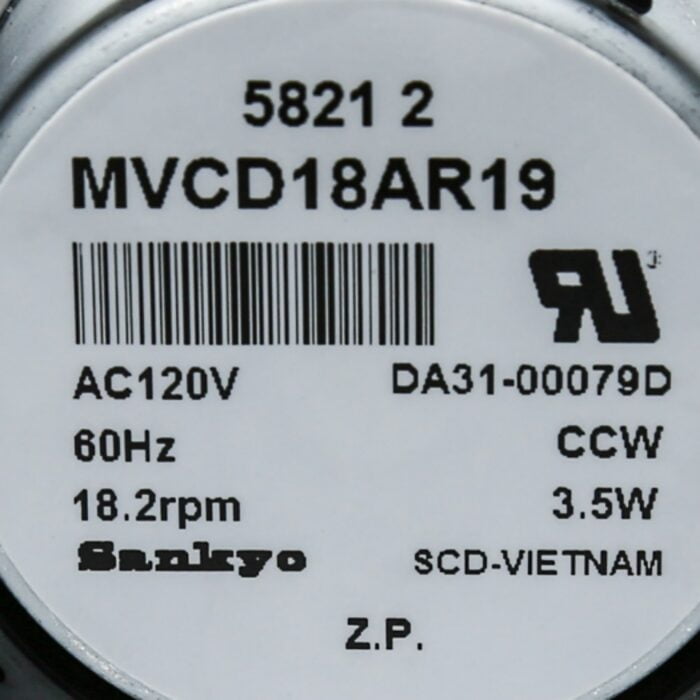 5821 2
MVCD18AR19
AC120V DA31-00079D
60Hz CCW
18.2rpm 3.5W
Sankyo SCD-VIETNAM
Z.P.